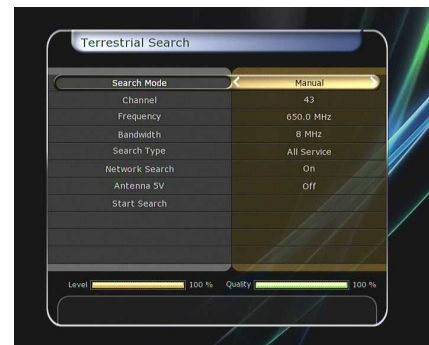 Terrestrial Search
Search Mode Manual
Channel 43
Frequency 650.0 MHz
Bandwidth 8 MHz
Search Type All Service
Network Search On
Antenna 5V Off
Start Search
Level 100 % Quality 100 %